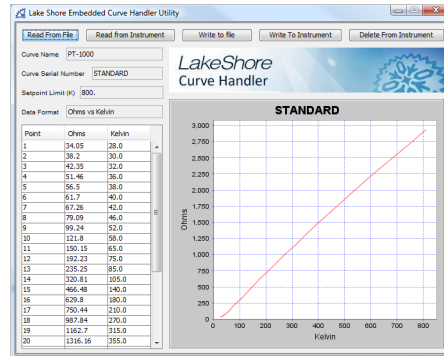 Lake Shore Embedded Curve Handler Utility
Read From File Read from Instrument Write to file Write To Instrument Delete From Instrument
Curve Name PT-1000
Curve Serial Number STANDARD
Setpoint Limit (K) 800.
Data Format Ohms vs Kelvin
LakeShore
Curve Handler
Point Ohms Kelvin
1 34.05 28.0
2 38.2 30.0
3 42.35 32.0
4 51.46 36.0
5 56.5 38.0
6 61.7 40.0
7 67.26 42.0
8 79.09 46.0
9 99.24 52.0
10 121.8 58.0
11 150.15 65.0
12 192.23 75.0
13 235.25 85.0
14 320.81 105.0
15 466.48 140.0
16 629.8 180.0
17 750.44 210.0
18 987.84 270.0
19 1162.7 315.0
20 1316.16 355.0
STANDARD
3,000
2,750
2,500
2,250
2,000
1,750
1,500
1,250
1,000
750
500
250
0
Ohms
0 100 200 300 400 500 600 700 800
Kelvin